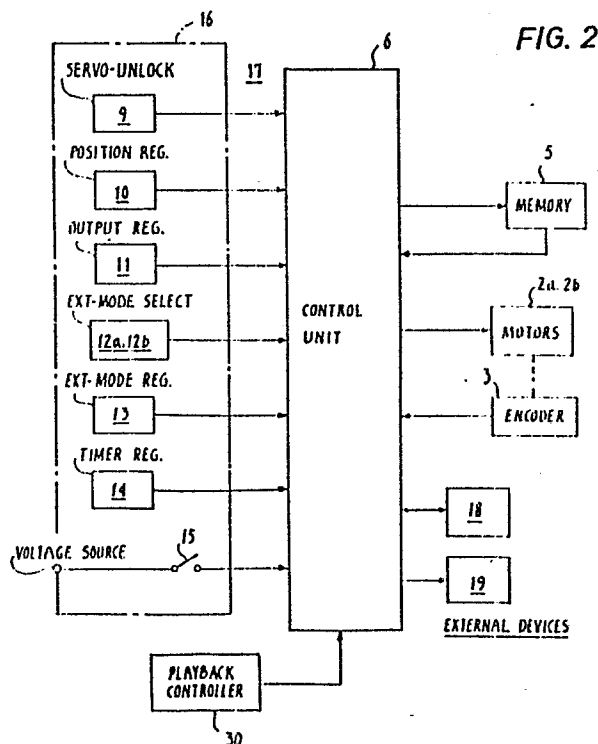 FIG. 2
16
SERVO-UNLOCK
9
17
6
POSITION REG.
10
5
MEMORY
OUTPUT REG.
11
EXT-MODE SELECT
12a.12b
CONTROL
UNIT
2a.2b
MOTORS
EXT-MODE REG.
13
3
ENCODER
TIMER REG.
14
18
VOLTAGE SOURCE
15
19
EXTERNAL DEVICES
PLAYBACK
CONTROLLER
30